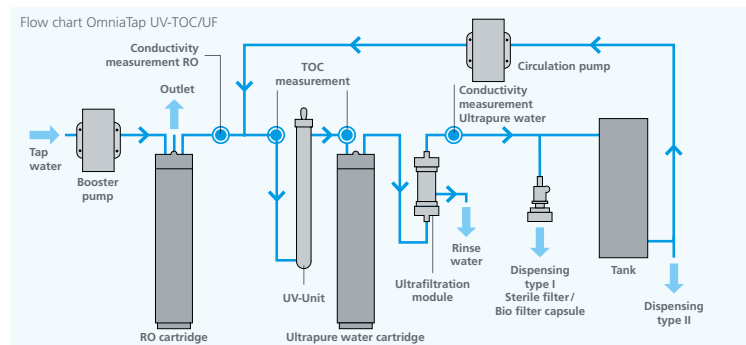 Flow chart OmniaTap UV-TOC/UF
Conductivity
measurement RO
TOC
measurement
Circulation pump
Conductivity
measurement
Ultrapure water
Outlet
Tap
water
Booster
pump
Rinse
water
UV-Unit
Ultrafiltration
module
Dispensing
type I
Sterile filter/
Bio filter capsule
Tank
Dispensing
type II
RO cartridge
Ultrapure water cartridge